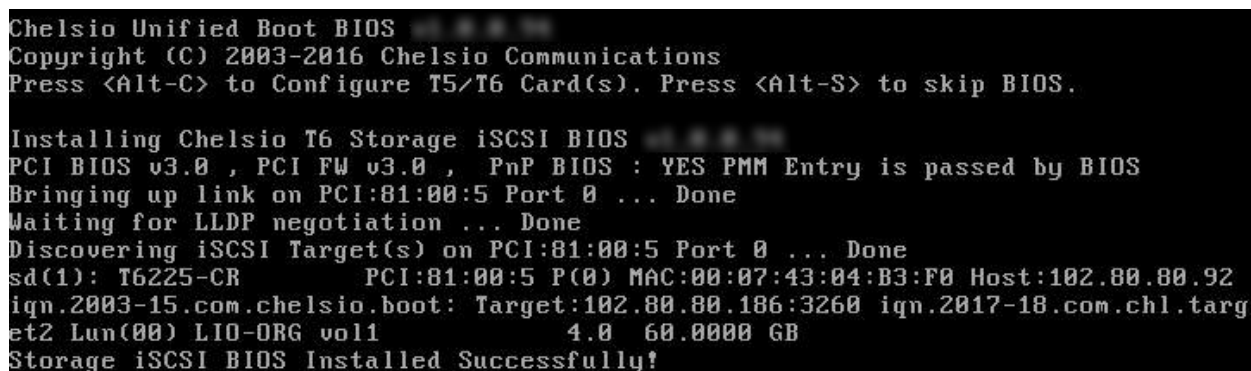 Chelsio Unified Boot BIOS
Copyright (C) 2003-2016 Chelsio Communications
Press <Alt-C> to Configure T5/T6 Card(s). Press <Alt-S> to skip BIOS.
Installing Chelsio T6 Storage iSCSI BIOS
PCI BIOS v3.0 , PCI FW v3.0 , PnP BIOS : YES PMM Entry is passed by BIOS
Bringing up link on PCI:81:00:5 Port 0 ... Done
Waiting for LLDP negotiation ... Done
Discovering iSCSI Target(s) on PCI:81:00:5 Port 0 ... Done
sd(1): T6225-CR PCI:81:00:5 P(0) MAC:00:07:43:04:B3:F0 Host:102.80.80.92
iqn.2003-15.com.chelsio.boot: Target:102.80.80.186:3260 iqn.2017-18.com.chl.targ
et2 Lun(00) LIO-ORG vol1 4.0 60.0000 GB
Storage iSCSI BIOS Installed Successfully!